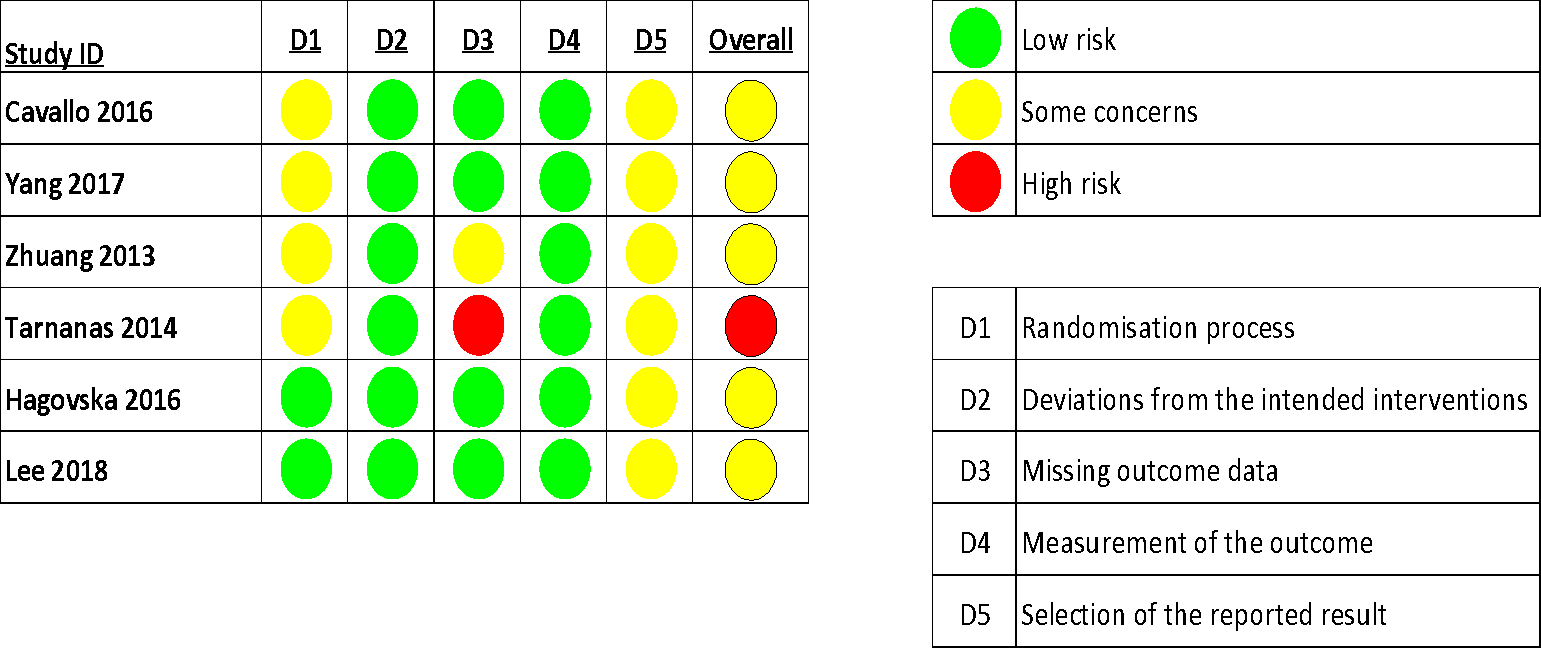 Study ID D1 D2 D3 D4 D5 Overall
Cavallo 2016
Yang 2017
Zhuang 2013
Tarnanas 2014
Hagovska 2016
Lee 2018
Low risk
Some concerns
High risk
D1 Randomisation process
D2 Deviations from the intended interventions
D3 Missing outcome data
D4 Measurement of the outcome
D5 Selection of the reported result